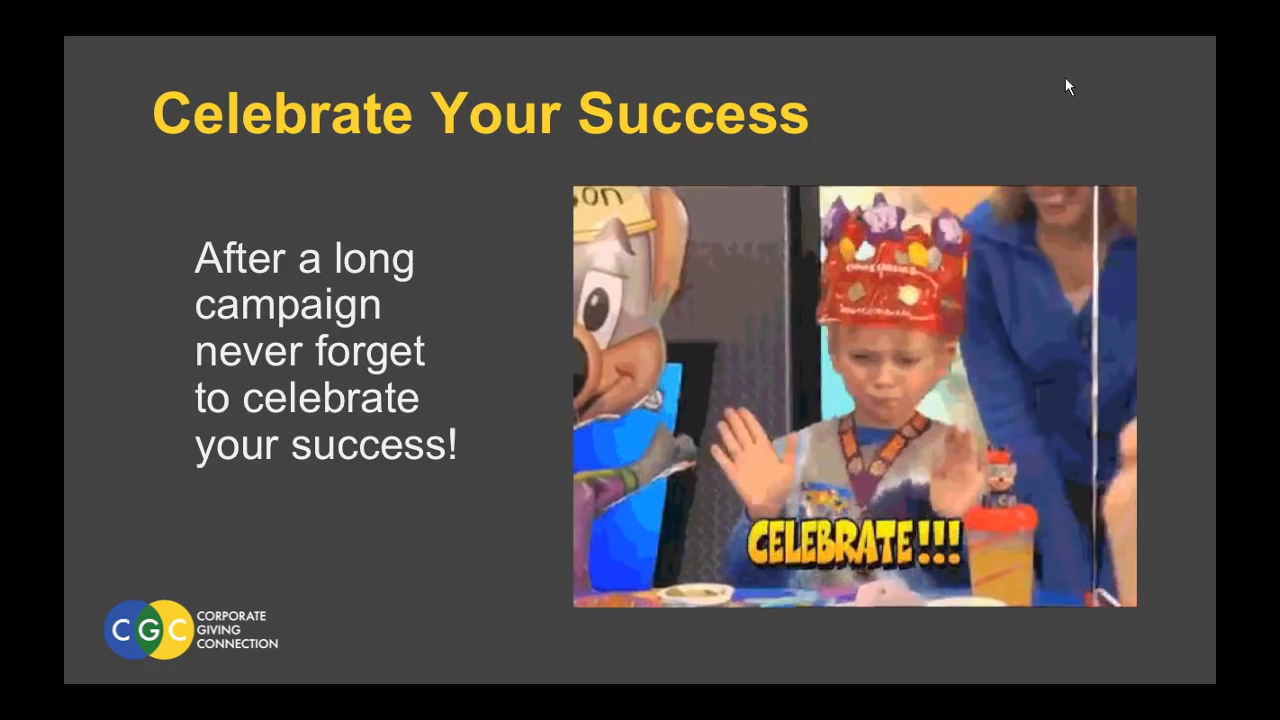 Celebrate Your Success
After a long
campaign
never forget
to celebrate
your success!
CELEBRATE!!!
CGC
CORPORATE
GIVING
CONNECTION